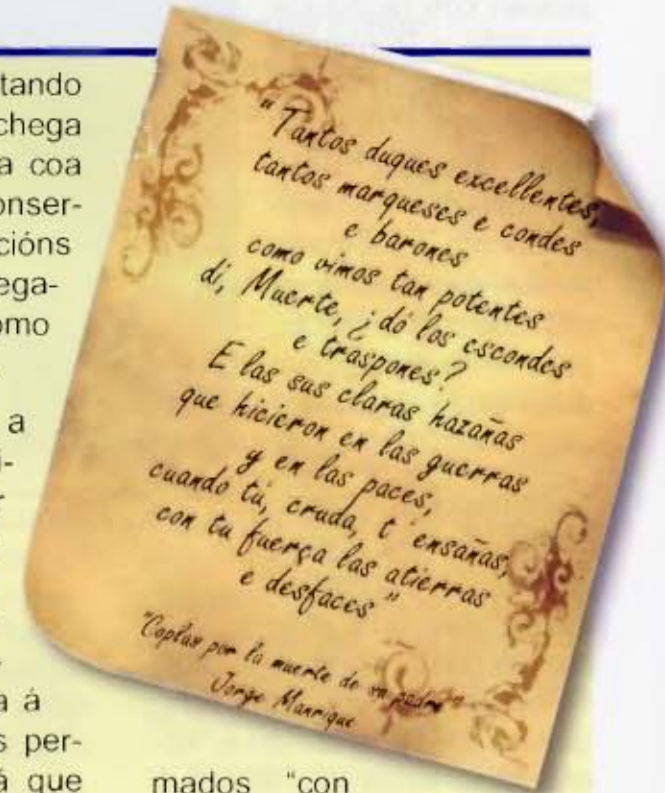 tando
chega
a coa
onser-
cións
ega-
omo
a
i-
r
a á
s per-
á que
mados “con
"Tantos duques excellentes,
tantos marqueses e condes
e barones
como vimos tan potentes
di, Muerte, ¿dó los escondes
e traspones?
E las sus claras hazañas
que hicieron en las guerras
y en las paces,
cuando tú, cruda, t' ensañas,
con tu fuerça las atierras
e desfaces"
"Coplas por la muerte de su padre"
Jorge Manrique